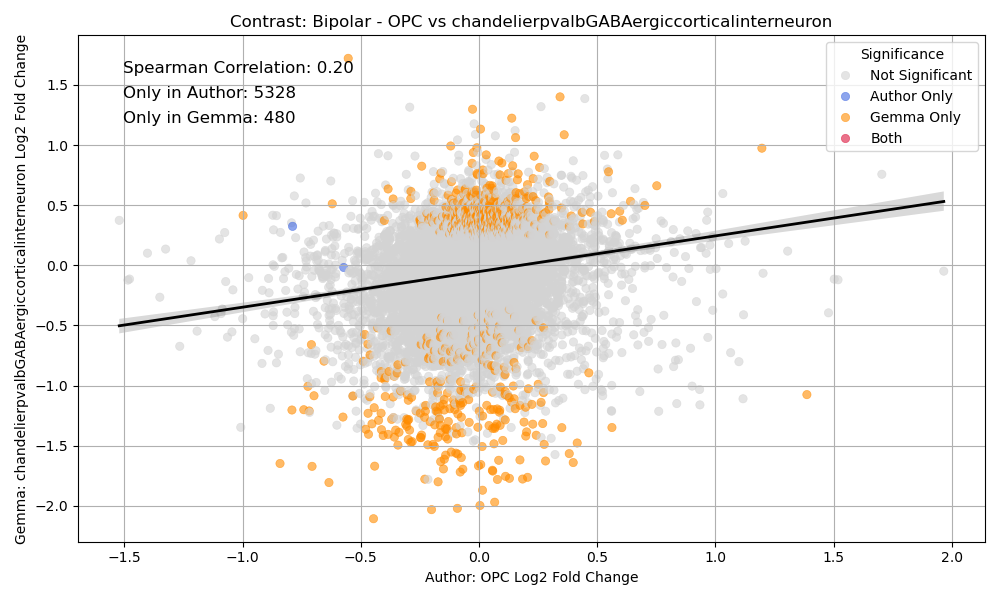 Contrast: Bipolar - OPC vs chandelierpvalbGABAergiccorticalinterneuron
Gemma: chandelierpvalbGABAergiccorticalinterneuron Log2 Fold Change
Spearman Correlation: 0.20
Only in Author: 5328
Only in Gemma: 480
Significance
Not Significant
Author Only
Gemma Only
Both
1.5
1.0
0.5
0.0
−0.5
−1.0
−1.5
−2.0
−1.5
−1.0
−0.5
0.0
0.5
1.0
1.5
2.0
Author: OPC Log2 Fold Change